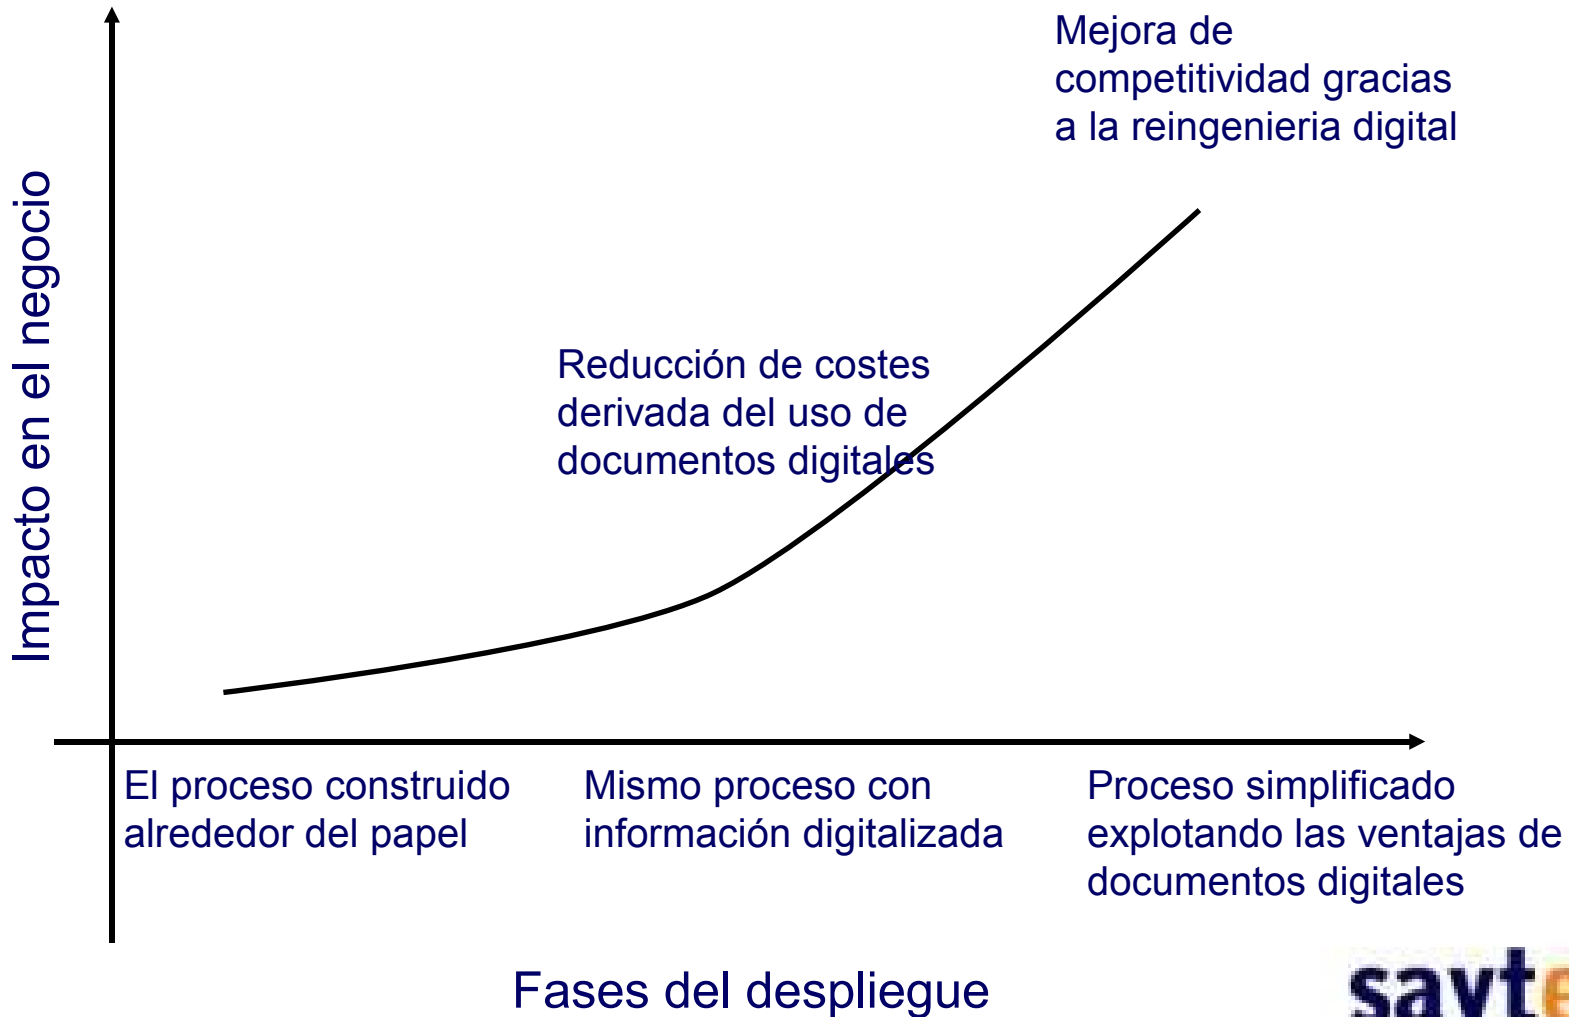 Mejora de
competitividad gracias
a la reingenieria digital
Impacto en el negocio
Reducción de costes
derivada del uso de
documentos digitales
El proceso construido
alrededor del papel
Mismo proceso con
información digitalizada
Proceso simplificado
explotando las ventajas de
documentos digitales
Fases del despliegue
savte